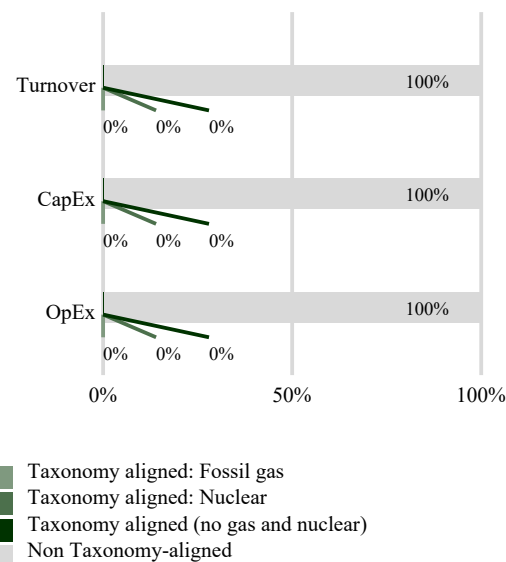 Turnover 100%
0% 0% 0%
CapEx 100%
0% 0% 0%
OpEx 100%
0% 0% 0%
0% 50% 100%
Taxonomy aligned: Fossil gas
Taxonomy aligned: Nuclear
Taxonomy aligned (no gas and nuclear)
Non Taxonomy-aligned